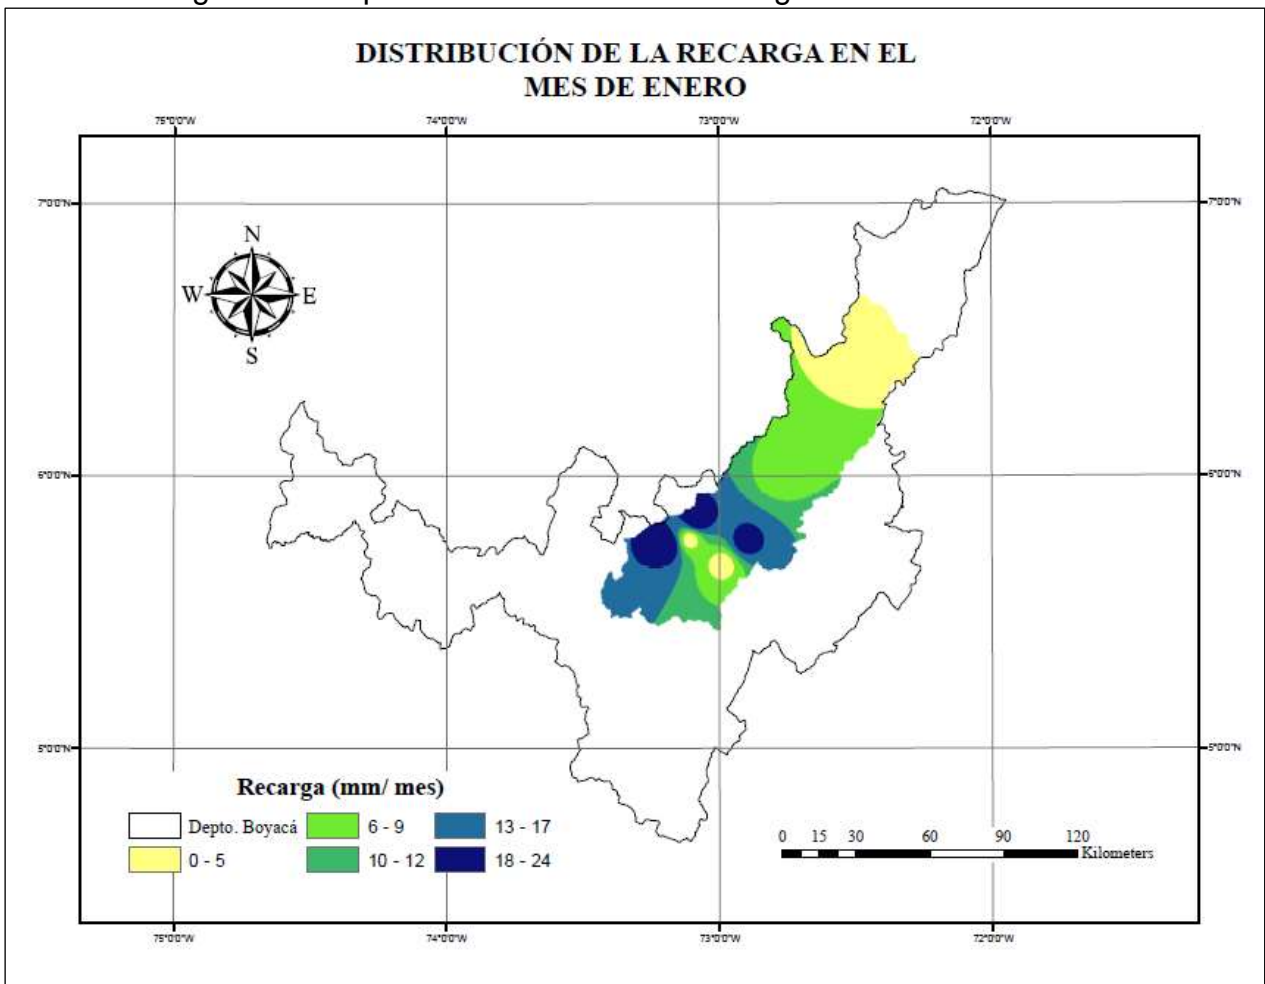 DISTRIBUCIÓN DE LA RECARGA EN EL
MES DE ENERO
75°0'0"W 74°0'0"W 73°0'0"W 72°0'0"W
7°0'0"N 7°0'0"N
N
W E
S
6°0'0"N 6°0'0"N
5°0'0"N 5°0'0"N
Recarga (mm/ mes)
Depto. Boyacá 6 - 9 13 - 17
0 - 5 10 - 12 18 - 24
0 15 30 60 90 120
Kilometers
75°0'0"W 74°0'0"W 73°0'0"W 72°0'0"W